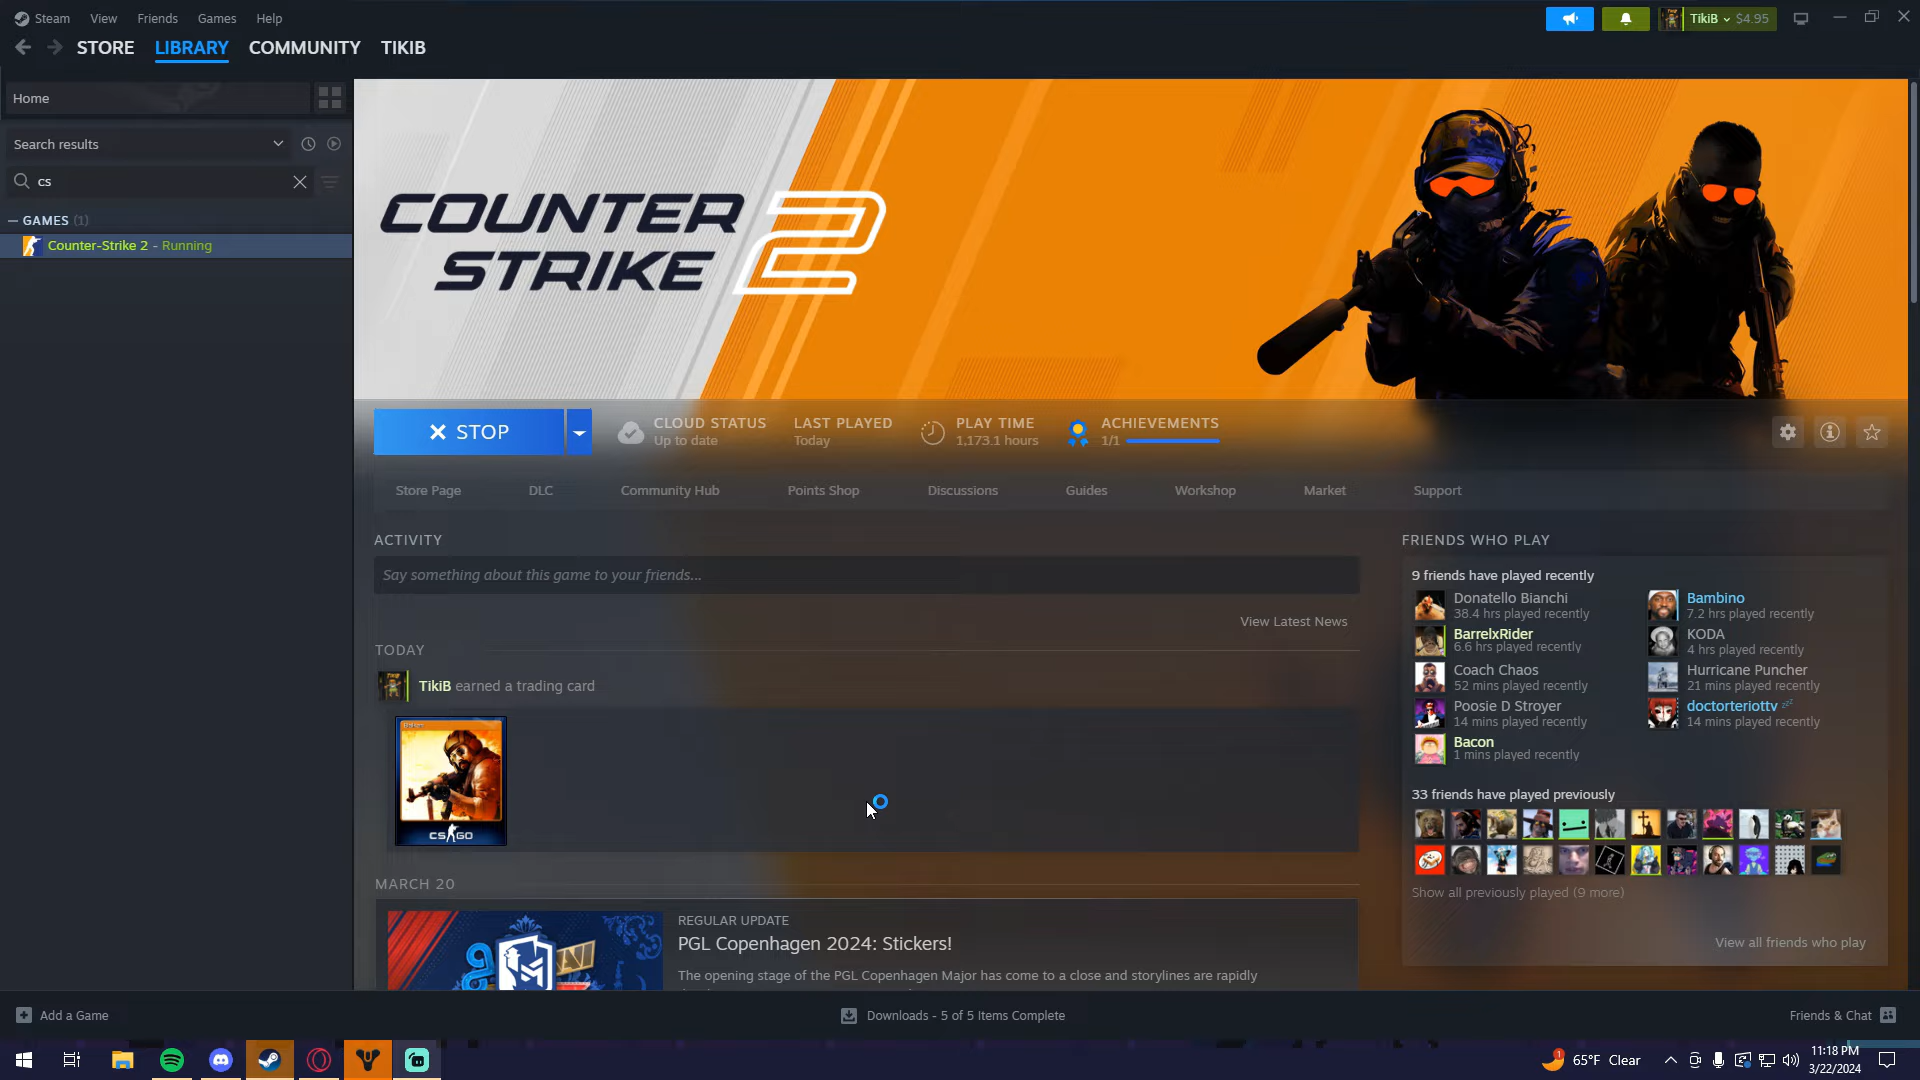 Steam View Friends Games Help
TikiB $4.95
STORE LIBRARY COMMUNITY TIKIB
Home
Search results
cs
GAMES (1)
Counter-Strike 2 - Running
COUNTER
STRIKE 2
STOP
CLOUD STATUS
Up to date
LAST PLAYED
Today
PLAY TIME
1,173.1 hours
ACHIEVEMENTS
1/1
Store Page DLC Community Hub Points Shop Discussions Guides Workshop Market Support
ACTIVITY
Say something about this game to your friends...
View Latest News
TODAY
TikiB earned a trading card
CS GO
MARCH 20
REGULAR UPDATE
PGL Copenhagen 2024: Stickers!
The opening stage of the PGL Copenhagen Major has come to a close and storylines are rapidly
FRIENDS WHO PLAY
9 friends have played recently
Donatello Bianchi
38.4 hrs played recently
Bambino
7.2 hrs played recently
BarrelxRider
6.6 hrs played recently
KODA
4 hrs played recently
Coach Chaos
52 mins played recently
Hurricane Puncher
21 mins played recently
Poosie D Stroyer
14 mins played recently
doctorteriottv zz
14 mins played recently
Bacon
1 mins played recently
33 friends have played previously
Show all previously played (9 more)
View all friends who play
Add a Game
Downloads - 5 of 5 Items Complete
Friends & Chat
1
65°F Clear
11:18 PM
3/22/2024